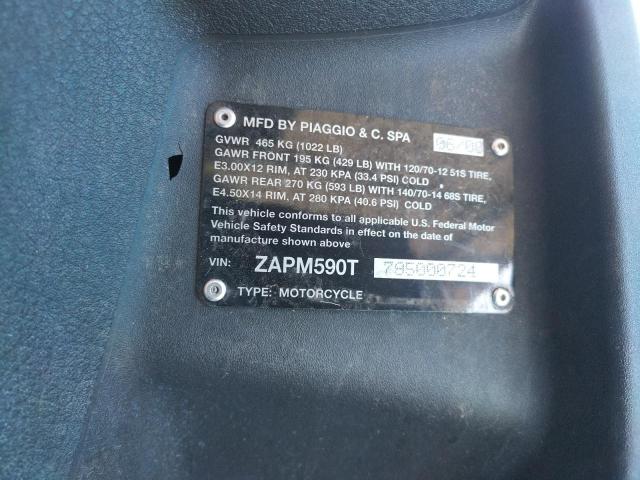 MFD BY PIAGGIO & C. SPA 06/08
GVWR 465 KG (1022 LB)
GAWR FRONT 195 KG (429 LB) WITH 120/70-12 51S TIRE,
E3.00X12 RIM, AT 230 KPA (33.4 PSI) COLD
GAWR REAR 270 KG (593 LB) WITH 140/70-14 68S TIRE,
E4.50X14 RIM, AT 280 KPA (40.6 PSI) COLD
This vehicle conforms to all applicable U.S. Federal Motor
Vehicle Safety Standards in effect on the date of
manufacture shown above
VIN: ZAPM590T 785000724
TYPE: MOTORCYCLE